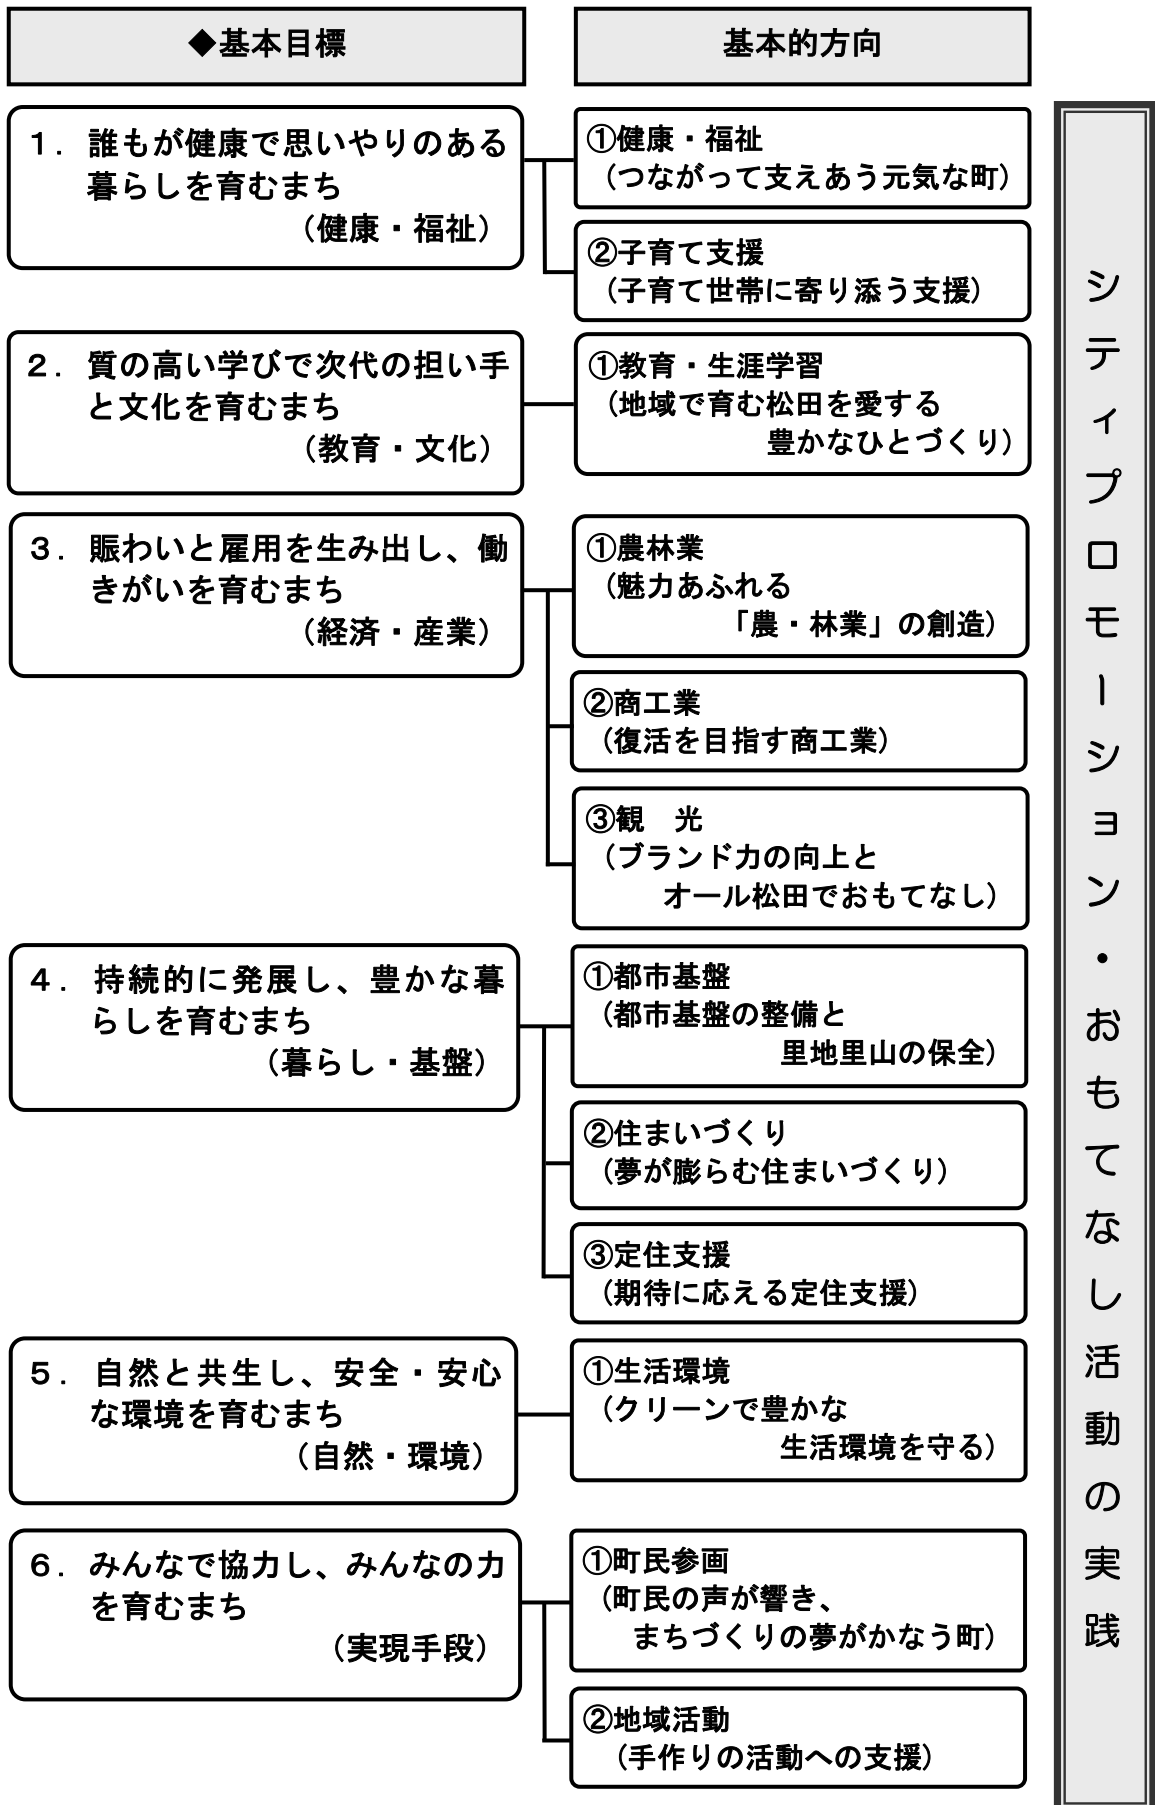 ◆基本目標
基本的方向
１．誰もが健康で思いやりのある
暮らしを育むまち
（健康・福祉）
①健康・福祉
（つながって支えあう元気な町）
②子育て支援
（子育て世帯に寄り添う支援）
２．質の高い学びで次代の担い手
と文化を育むまち
（教育・文化）
①教育・生涯学習
（地域で育む松田を愛する
豊かなひとづくり）
３．賑わいと雇用を生み出し、働
きがいを育むまち
（経済・産業）
①農林業
（魅力あふれる
「農・林業」の創造）
②商工業
（復活を目指す商工業）
③観　光
（ブランド力の向上と
オール松田でおもてなし）
４．持続的に発展し、豊かな暮
らしを育むまち
（暮らし・基盤）
①都市基盤
（都市基盤の整備と
里地里山の保全）
②住まいづくり
（夢が膨らむ住まいづくり）
③定住支援
（期待に応える定住支援）
５．自然と共生し、安全・安心
な環境を育むまち
（自然・環境）
①生活環境
（クリーンで豊かな
生活環境を守る）
６．みんなで協力し、みんなの力
を育むまち
（実現手段）
①町民参画
（町民の声が響き、
まちづくりの夢がかなう町）
②地域活動
（手作りの活動への支援）
シティプロモーション・おもてなし活動の実践